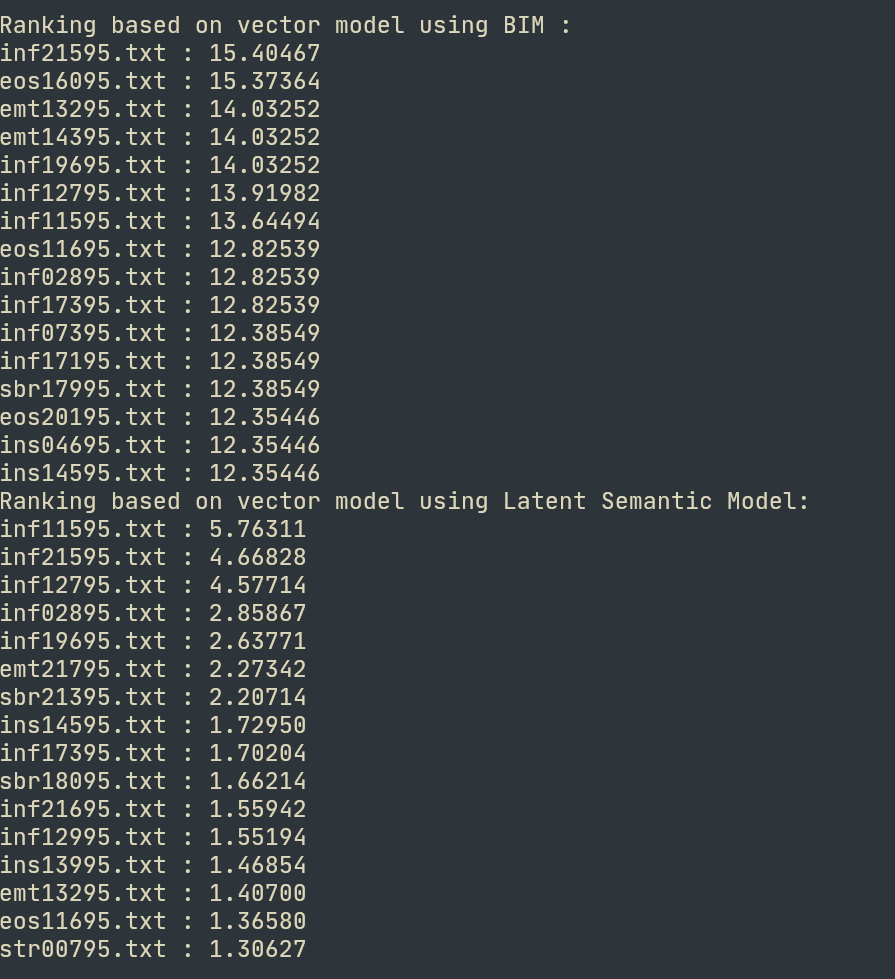 Ranking based on vector model using BIM :
inf21595.txt : 15.40467
eos16095.txt : 15.37364
emt13295.txt : 14.03252
emt14395.txt : 14.03252
inf19695.txt : 14.03252
inf12795.txt : 13.91982
inf11595.txt : 13.64494
eos11695.txt : 12.82539
inf02895.txt : 12.82539
inf17395.txt : 12.82539
inf07395.txt : 12.38549
inf17195.txt : 12.38549
sbr17995.txt : 12.38549
eos20195.txt : 12.35446
ins04695.txt : 12.35446
ins14595.txt : 12.35446
Ranking based on vector model using Latent Semantic Model:
inf11595.txt : 5.76311
inf21595.txt : 4.66828
inf12795.txt : 4.57714
inf02895.txt : 2.85867
inf19695.txt : 2.63771
emt21795.txt : 2.27342
sbr21395.txt : 2.20714
ins14595.txt : 1.72950
inf17395.txt : 1.70204
sbr18095.txt : 1.66214
inf21695.txt : 1.55942
inf12995.txt : 1.55194
ins13995.txt : 1.46854
emt13295.txt : 1.40700
eos11695.txt : 1.36580
str00795.txt : 1.30627